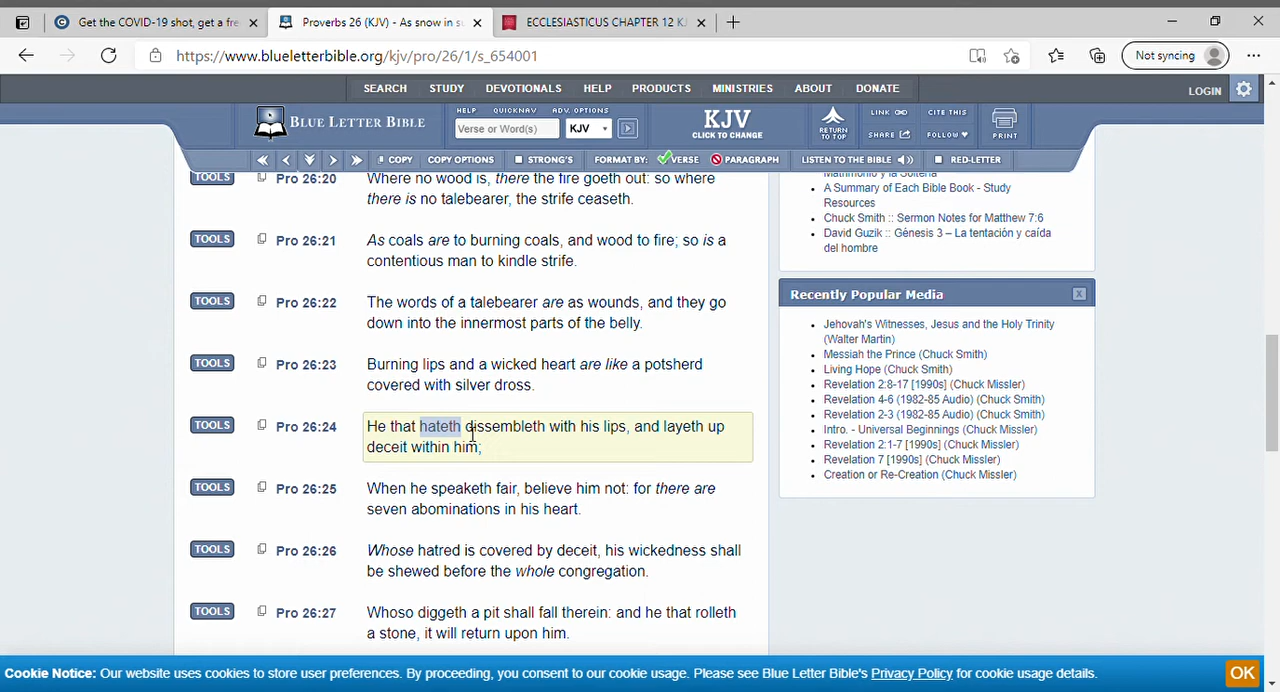 Get the COVID-19 shot, get a fre
Proverbs 26 (KJV) - As snow in s
ECCLESIASTICUS CHAPTER 12 KJ
https://www.blueletterbible.org/kjv/pro/26/1/s_654001
Not syncing
SEARCH STUDY DEVOTIONALS HELP PRODUCTS MINISTRIES ABOUT DONATE
LOGIN
BLUE LETTER BIBLE
HELP QUICKNAV ADV. OPTIONS
Verse or Word(s) KJV
KJV
CLICK TO CHANGE
RETURN
TO TOP
LINK CITE THIS
SHARE FOLLOW
PRINT
COPY COPY OPTIONS STRONG'S FORMAT BY: VERSE PARAGRAPH LISTEN TO THE BIBLE RED-LETTER
TOOLS Pro 26:20 Where no wood is, there the fire goeth out: so where
there is no talebearer, the strife ceaseth.
TOOLS Pro 26:21 As coals are to burning coals, and wood to fire; so is a
contentious man to kindle strife.
TOOLS Pro 26:22 The words of a talebearer are as wounds, and they go
down into the innermost parts of the belly.
TOOLS Pro 26:23 Burning lips and a wicked heart are like a potsherd
covered with silver dross.
TOOLS Pro 26:24 He that hateth dissembleth with his lips, and layeth up
deceit within him;
TOOLS Pro 26:25 When he speaketh fair, believe him not: for there are
seven abominations in his heart.
TOOLS Pro 26:26 Whose hatred is covered by deceit, his wickedness shall
be shewed before the whole congregation.
TOOLS Pro 26:27 Whoso diggeth a pit shall fall therein: and he that rolleth
a stone, it will return upon him.
Matrimonio y la Soltería
A Summary of Each Bible Book - Study
Resources
Chuck Smith :: Sermon Notes for Matthew 7:6
David Guzik :: Génesis 3 – La tentación y caída
del hombre
Recently Popular Media X
Jehovah's Witnesses, Jesus and the Holy Trinity
(Walter Martin)
Messiah the Prince (Chuck Smith)
Living Hope (Chuck Smith)
Revelation 2:8-17 [1990s] (Chuck Missler)
Revelation 4-6 (1982-85 Audio) (Chuck Smith)
Revelation 2-3 (1982-85 Audio) (Chuck Smith)
Intro. - Universal Beginnings (Chuck Missler)
Revelation 2:1-7 [1990s] (Chuck Missler)
Revelation 7 [1990s] (Chuck Missler)
Creation or Re-Creation (Chuck Missler)
Cookie Notice: Our website uses cookies to store user preferences. By proceeding, you consent to our cookie usage. Please see Blue Letter Bible's Privacy Policy for cookie usage details.
OK